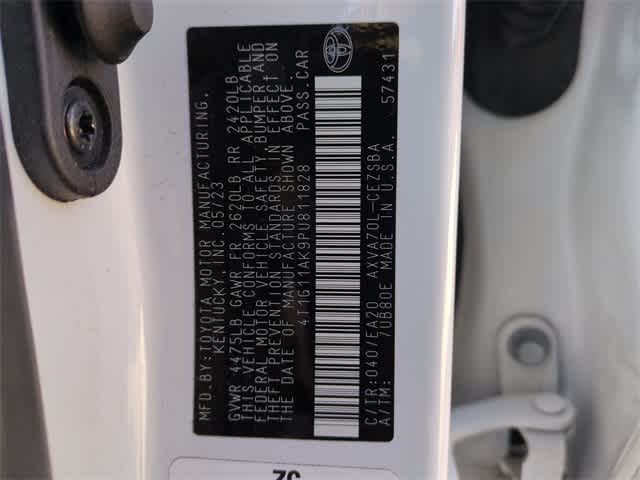 MFD.BY:TOYOTA MOTOR MANUFACTURING,
KENTUCKY, INC.05/23
GVWR 4475LB GAWR FR 2620LB RR 2420LB
THIS VEHICLE CONFORMS TO ALL APPLICABLE
FEDERAL MOTOR VEHICLE SAFETY, BUMPER AND
THEFT PREVENTION STANDARDS IN EFFECT ON
THE DATE OF MANUFACTURE SHOWN ABOVE.
4T1G11AK9PU811828 PASS.CAR
C/TR:040/EA20 AXVA70L-CEZSBA
A/TM: 7UB80E MADE IN U.S.A. 57431